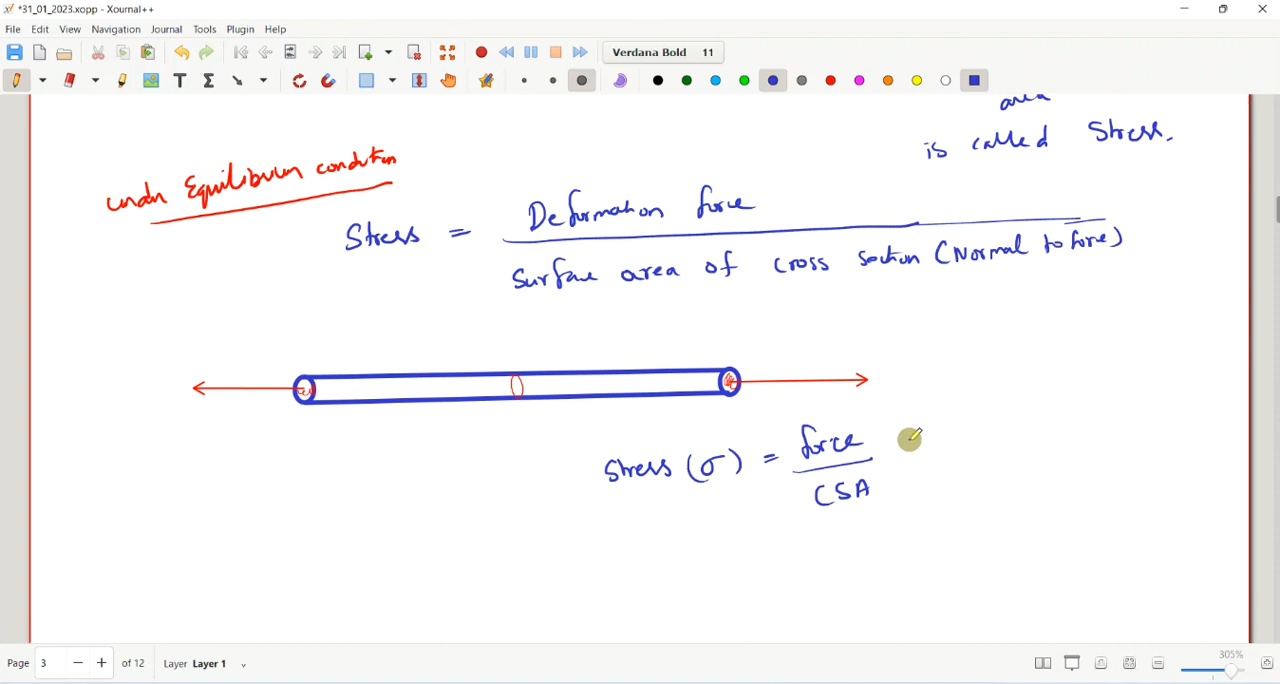 *31_01_2023.xopp - Xournal++
File Edit View Navigation Journal Tools Plugin Help
Verdana Bold 11
area
is called Stress.
under Equilibrium condition
Stress = Deformation force
Surface area of cross section (Normal to force)
Stress (σ) = force
CSA
Page 3 of 12 Layer Layer 1
305%